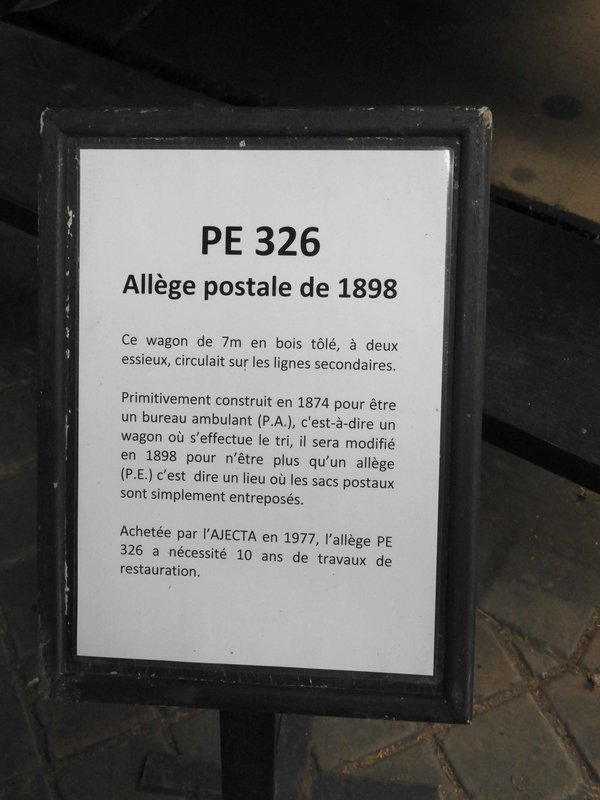 PE 326
Allège postale de 1898
Ce wagon de 7m en bois tôlé, à deux
essieux, circulait sur les lignes secondaires.
Primitivement construit en 1874 pour être
un bureau ambulant (P.A.), c'est-à-dire un
wagon où s’effectue le tri, il sera modifié
en 1898 pour n’être plus qu’un allège
(P.E.) c’est dire un lieu où les sacs postaux
sont simplement entreposés.
Achetée par l’AJECTA en 1977, l’allège PE
326 a nécessité 10 ans de travaux de
restauration.